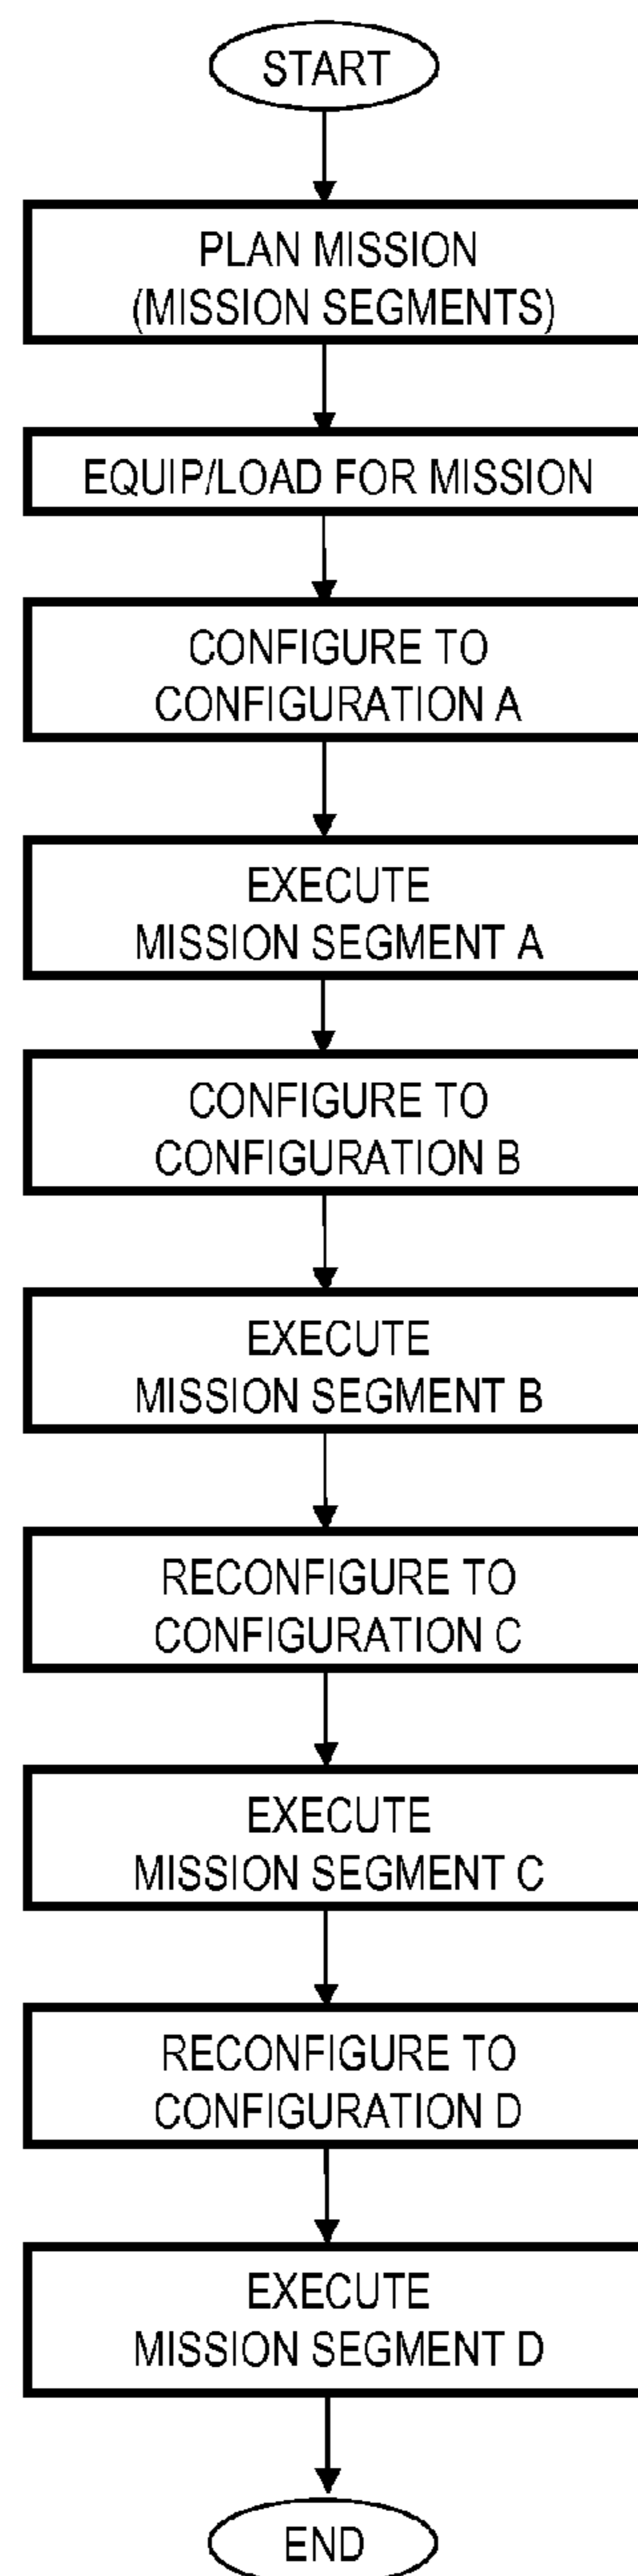 START
PLAN MISSION
(MISSION SEGMENTS)
EQUIP/LOAD FOR MISSION
CONFIGURE TO
CONFIGURATION A
EXECUTE
MISSION SEGMENT A
CONFIGURE TO
CONFIGURATION B
EXECUTE
MISSION SEGMENT B
RECONFIGURE TO
CONFIGURATION C
EXECUTE
MISSION SEGMENT C
RECONFIGURE TO
CONFIGURATION D
EXECUTE
MISSION SEGMENT D
END